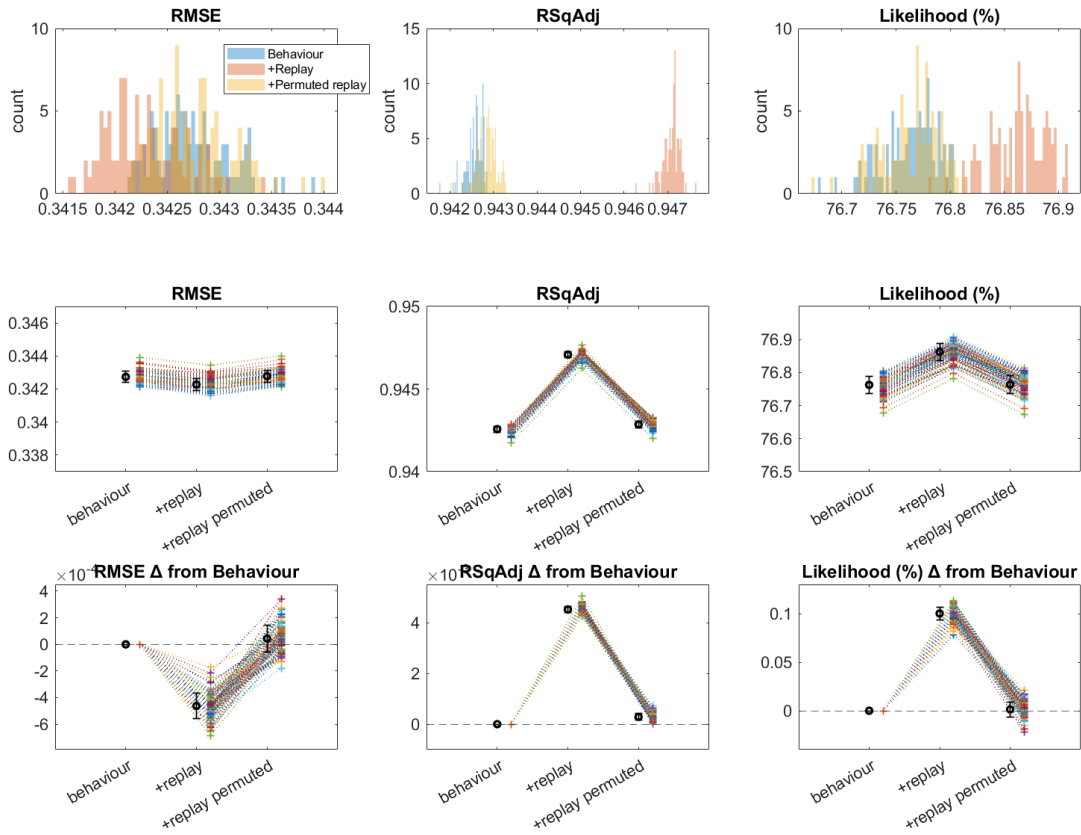 RMSE
RSqAdj
Likelihood (%)
10
5
0
count
0.3415
0.342
0.3425
0.343
0.3435
0.344
Behaviour
+Replay
+Permuted replay
15
10
5
0
count
0.942
0.943
0.944
0.945
0.946
0.947
10
5
0
count
76.7
76.75
76.8
76.85
76.9
RMSE
RSqAdj
Likelihood (%)
0.346
0.344
0.342
0.34
0.338
behaviour
+replay
+replay permuted
0.95
0.945
0.94
behaviour
+replay
+replay permuted
76.9
76.8
76.7
76.6
76.5
behaviour
+replay
+replay permuted
RMSE Δ from Behaviour
RSqAdj Δ from Behaviour
Likelihood (%) Δ from Behaviour
×10⁻⁴
4
2
0
-2
-4
-6
behaviour
+replay
+replay permuted
×10
4
2
0
behaviour
+replay
+replay permuted
0.1
0.05
0
behaviour
+replay
+replay permuted